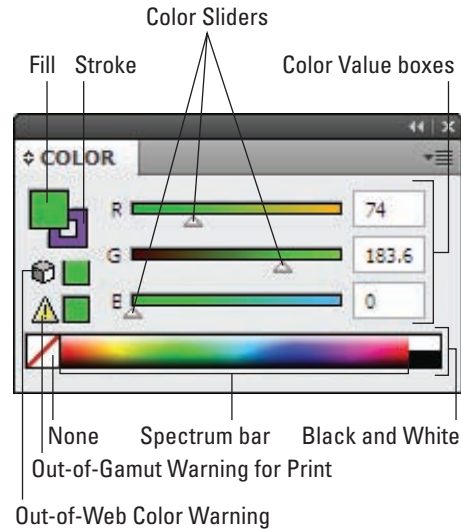 Color Sliders
Fill Stroke Color Value boxes
COLOR
R 74
G 183.6
B 0
None Spectrum bar Black and White
Out-of-Gamut Warning for Print
Out-of-Web Color Warning